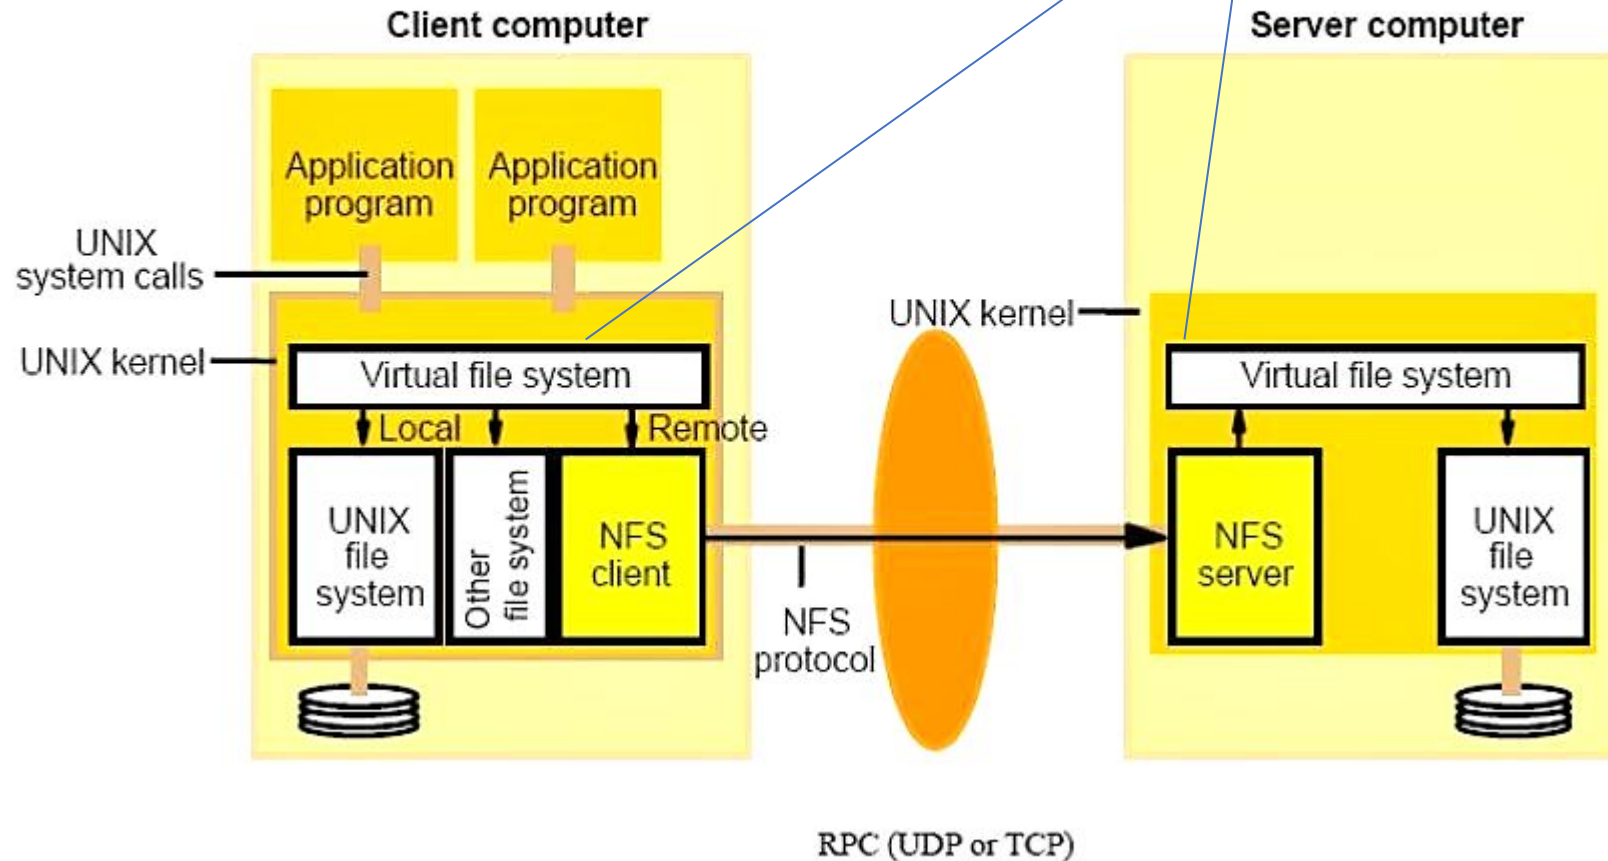 Client computer
Server computer
Application
program
Application
program
UNIX
system calls
UNIX kernel
Virtual file system
Local
Remote
UNIX
file
system
Other
file system
NFS
client
NFS
protocol
UNIX kernel
Virtual file system
NFS
server
UNIX
file
system
RPC (UDP or TCP)